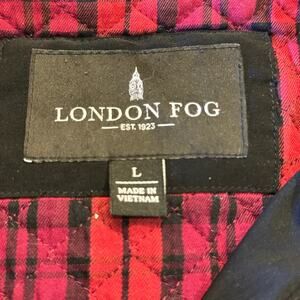 LONDON FOG
EST. 1923
L
MADE IN
VIETNAM